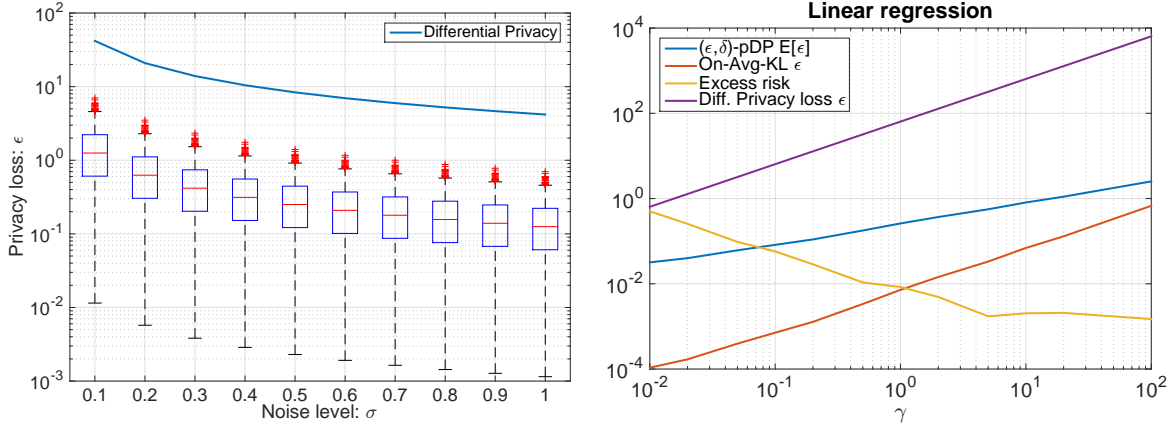 Differential Privacy
Privacy loss: ϵ
10^2
10^1
10^0
10^-1
10^-2
10^-3
0.1 0.2 0.3 0.4 0.5 0.6 0.7 0.8 0.9 1
Noise level: σ
Linear regression
(ϵ,δ)-pDP E[ϵ]
On-Avg-KL ϵ
Excess risk
Diff. Privacy loss ϵ
10^4
10^2
10^0
10^-2
10^-4
10^-2 10^-1 10^0 10^1 10^2
γ